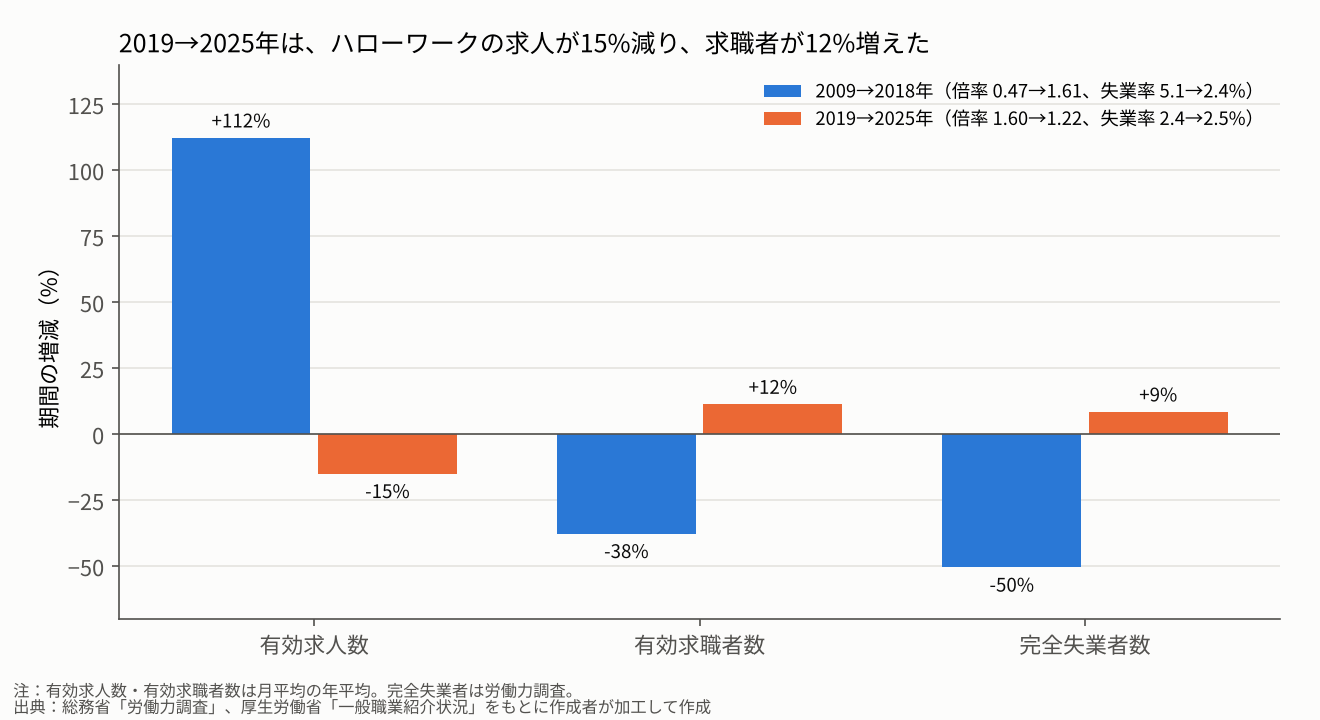 2019→2025年は、ハローワークの求人が15%減り、求職者が12%増えた
2009→2018年（倍率 0.47→1.61、失業率 5.1→2.4%）
2019→2025年（倍率 1.60→1.22、失業率 2.4→2.5%）
期間の増減（%）
125
100
75
50
25
0
−25
−50
+112%
-15%
-38%
+12%
-50%
+9%
有効求人数
有効求職者数
完全失業者数
注：有効求人数・有効求職者数は月平均の年平均。完全失業者は労働力調査。
出典：総務省「労働力調査」、厚生労働省「一般職業紹介状況」をもとに作成者が加工して作成